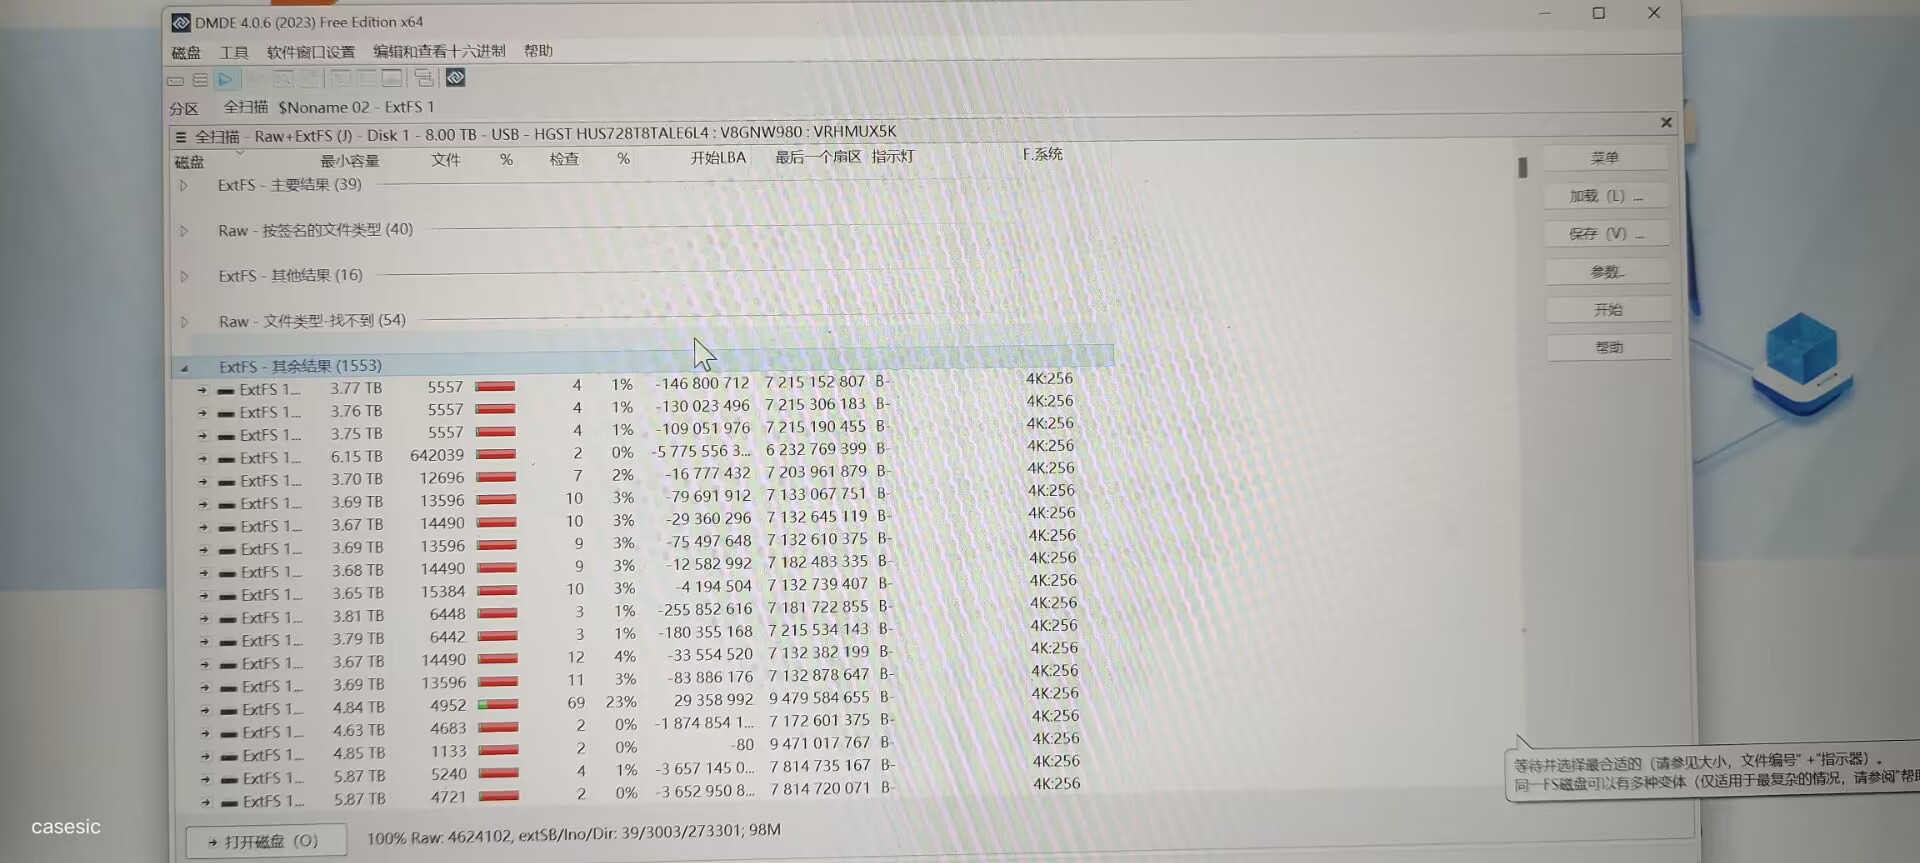 DMDE 4.0.6 (2023) Free Edition x64
磁盘 工具 软件窗口设置 编辑和查看十六进制 帮助
分区 全扫描 $Noname 02 - ExtFS 1
全扫描 - Raw+ExtFS (J) - Disk 1 - 8.00 TB - USB - HGST HUS728T8TALE6L4 : V8GNW980 : VRHMUX5K
磁盘 最小容量 文件 % 检查 % 开始LBA 最后一个扇区 指示灯 F.系统
ExtFS - 主要结果 (39)
Raw - 按签名的文件类型 (40)
ExtFS - 其他结果 (16)
Raw - 文件类型-找不到 (54)
ExtFS - 其余结果 (1553)
ExtFS 1... 3.77 TB 5557 4 1% -146 800 712 7 215 152 807 B- 4K:256
ExtFS 1... 3.76 TB 5557 4 1% -130 023 496 7 215 306 183 B- 4K:256
ExtFS 1... 3.75 TB 5557 4 1% -109 051 976 7 215 190 455 B- 4K:256
ExtFS 1... 6.15 TB 642039 2 0% -5 775 556 3... 6 232 769 399 B- 4K:256
ExtFS 1... 3.70 TB 12696 7 2% -16 777 432 7 203 961 879 B- 4K:256
ExtFS 1... 3.69 TB 13596 10 3% -79 691 912 7 133 067 751 B- 4K:256
ExtFS 1... 3.67 TB 14490 10 3% -29 360 296 7 132 645 119 B- 4K:256
ExtFS 1... 3.69 TB 13596 9 3% -75 497 648 7 132 610 375 B- 4K:256
ExtFS 1... 3.68 TB 14490 9 3% -12 582 992 7 182 483 335 B- 4K:256
ExtFS 1... 3.65 TB 15384 10 3% -4 194 504 7 132 739 407 B- 4K:256
ExtFS 1... 3.81 TB 6448 3 1% -255 852 616 7 181 722 855 B- 4K:256
ExtFS 1... 3.79 TB 6442 3 1% -180 355 168 7 215 534 143 B- 4K:256
ExtFS 1... 3.67 TB 14490 12 4% -33 554 520 7 132 382 199 B- 4K:256
ExtFS 1... 3.69 TB 13596 11 3% -83 886 176 7 132 878 647 B- 4K:256
ExtFS 1... 4.84 TB 4952 69 23% 29 358 992 9 479 584 655 B- 4K:256
ExtFS 1... 4.63 TB 4683 2 0% -1 874 854 1... 7 172 601 375 B- 4K:256
ExtFS 1... 4.85 TB 1133 2 0% -80 9 471 017 767 B- 4K:256
ExtFS 1... 5.87 TB 5240 4 1% -3 657 145 0... 7 814 735 167 B- 4K:256
ExtFS 1... 5.87 TB 4721 2 0% -3 652 950 8... 7 814 720 071 B- 4K:256
菜单
加载 (L) ...
保存 (V) ...
参数...
开始
帮助
等待并选择最合适的 (请参见大小, 文件编号" +"指示器) 。
同一FS磁盘可以有多种变体 (仅适用于最复杂的情况, 请参阅"帮助
打开磁盘 (O) 100% Raw: 4624102, extSB/Ino/Dir: 39/3003/273301; 98M
casesic